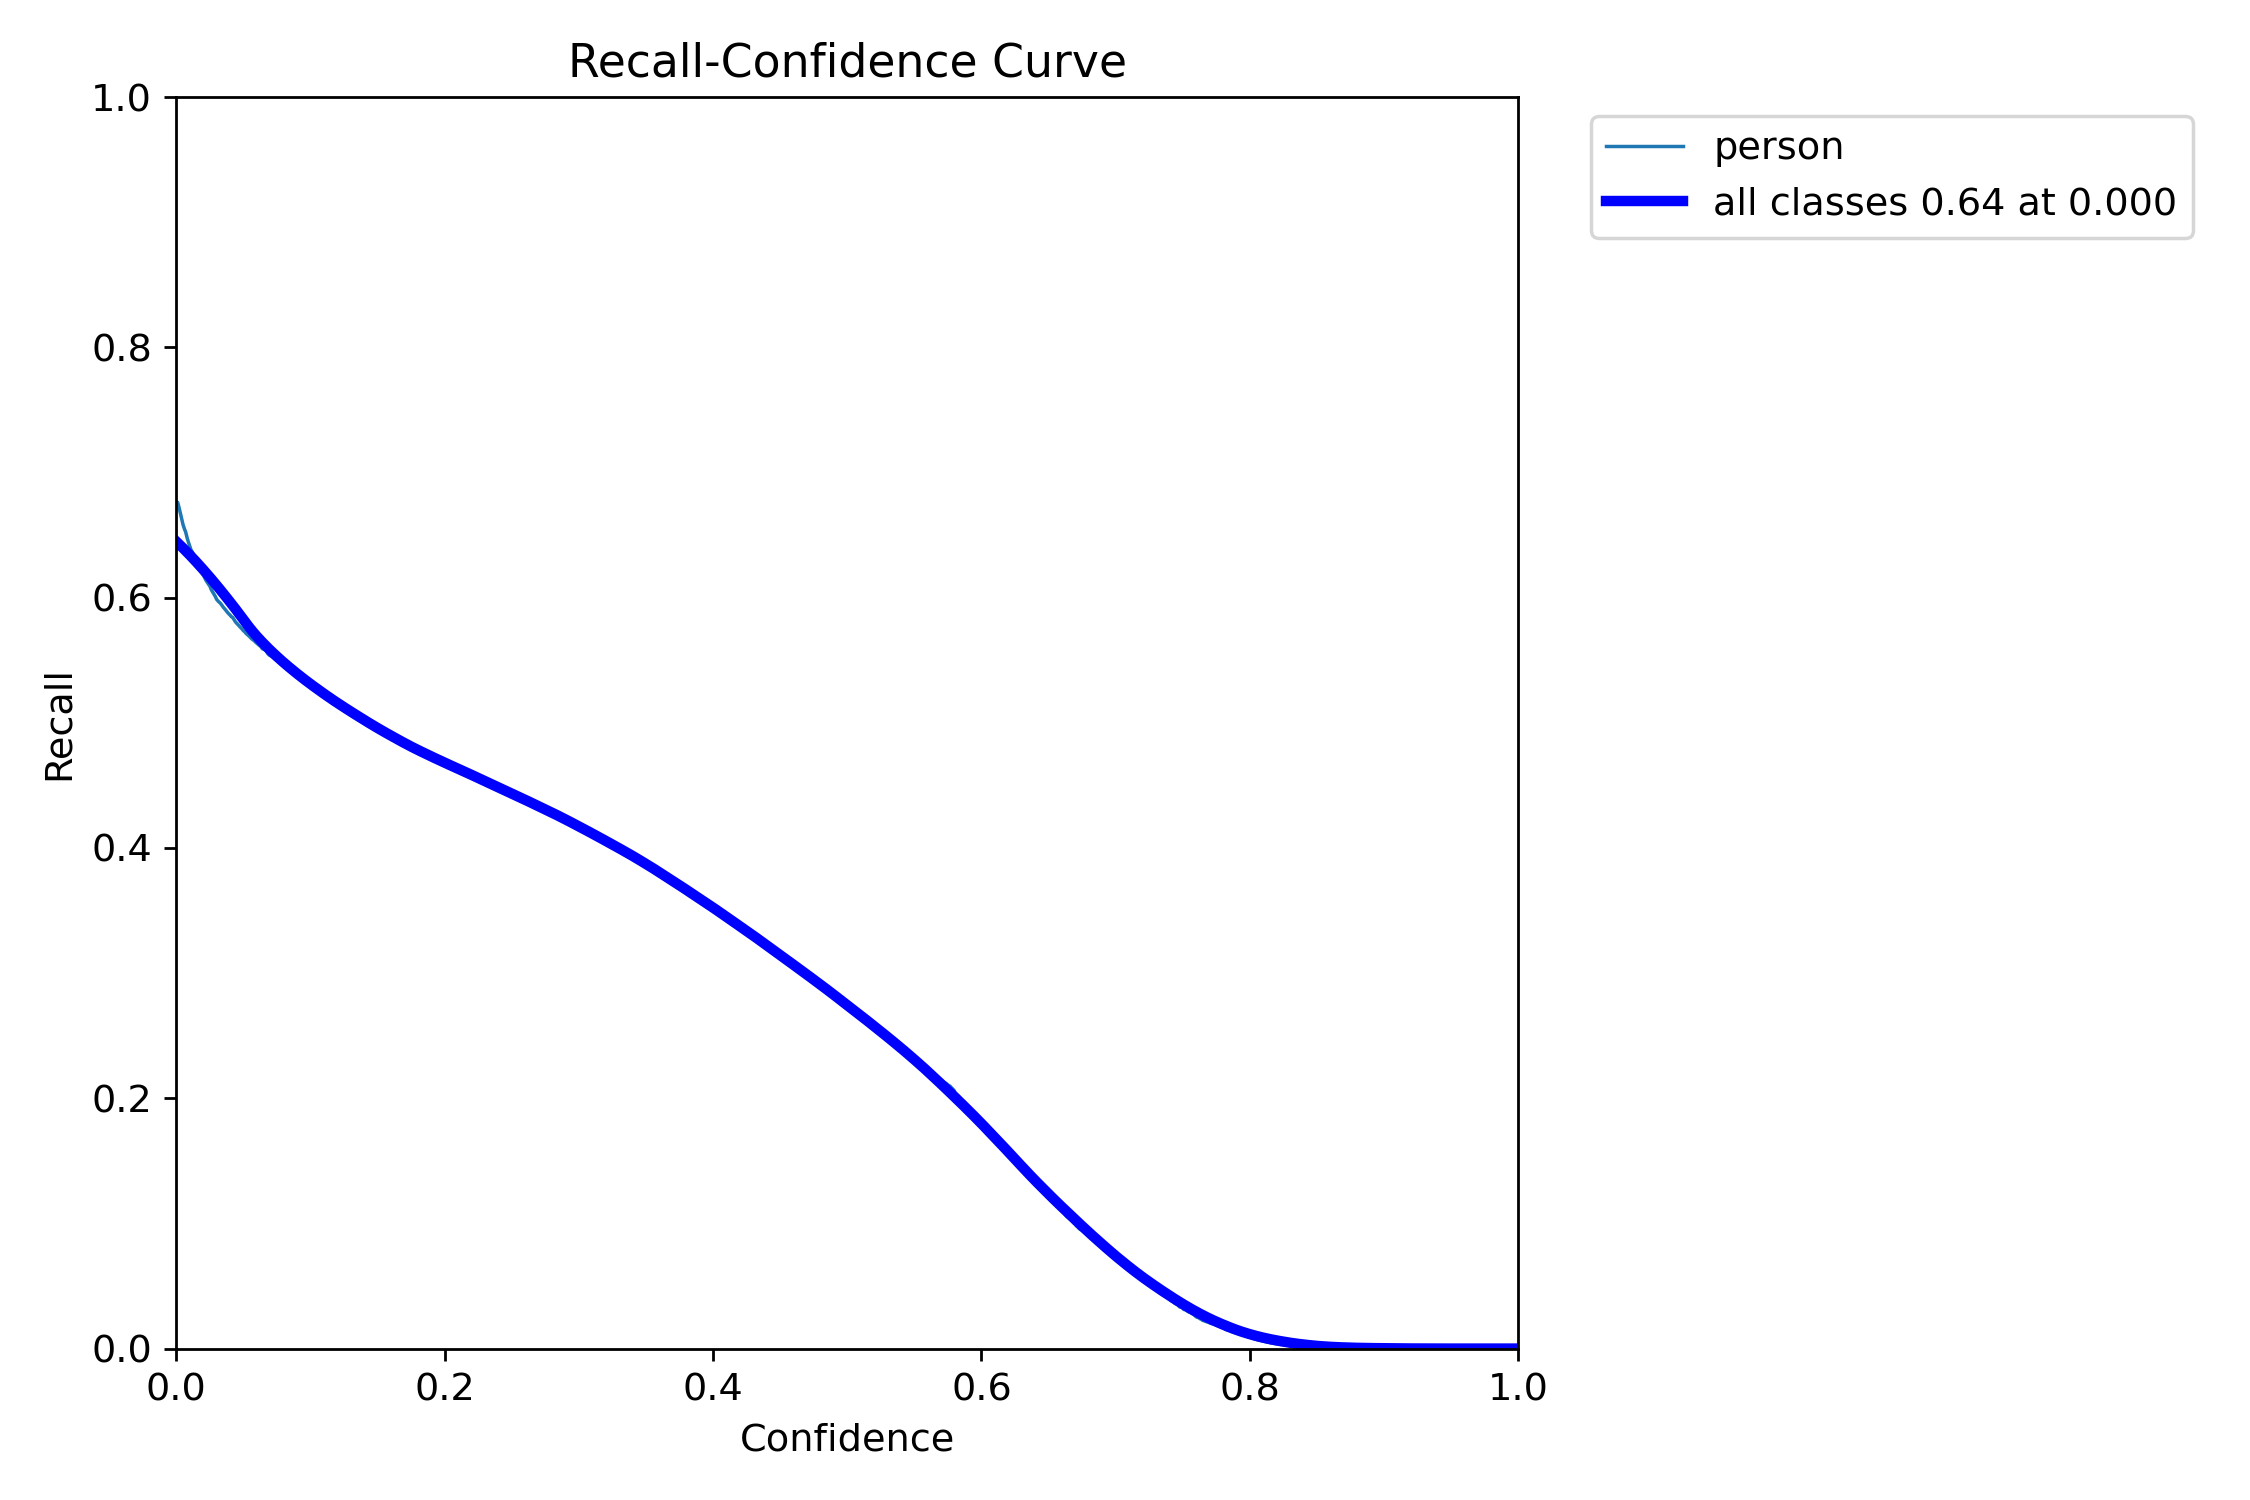 Recall-Confidence Curve
1.0
0.8
0.6
0.4
0.2
0.0
Recall
0.0 0.2 0.4 0.6 0.8 1.0
Confidence
person
all classes 0.64 at 0.000